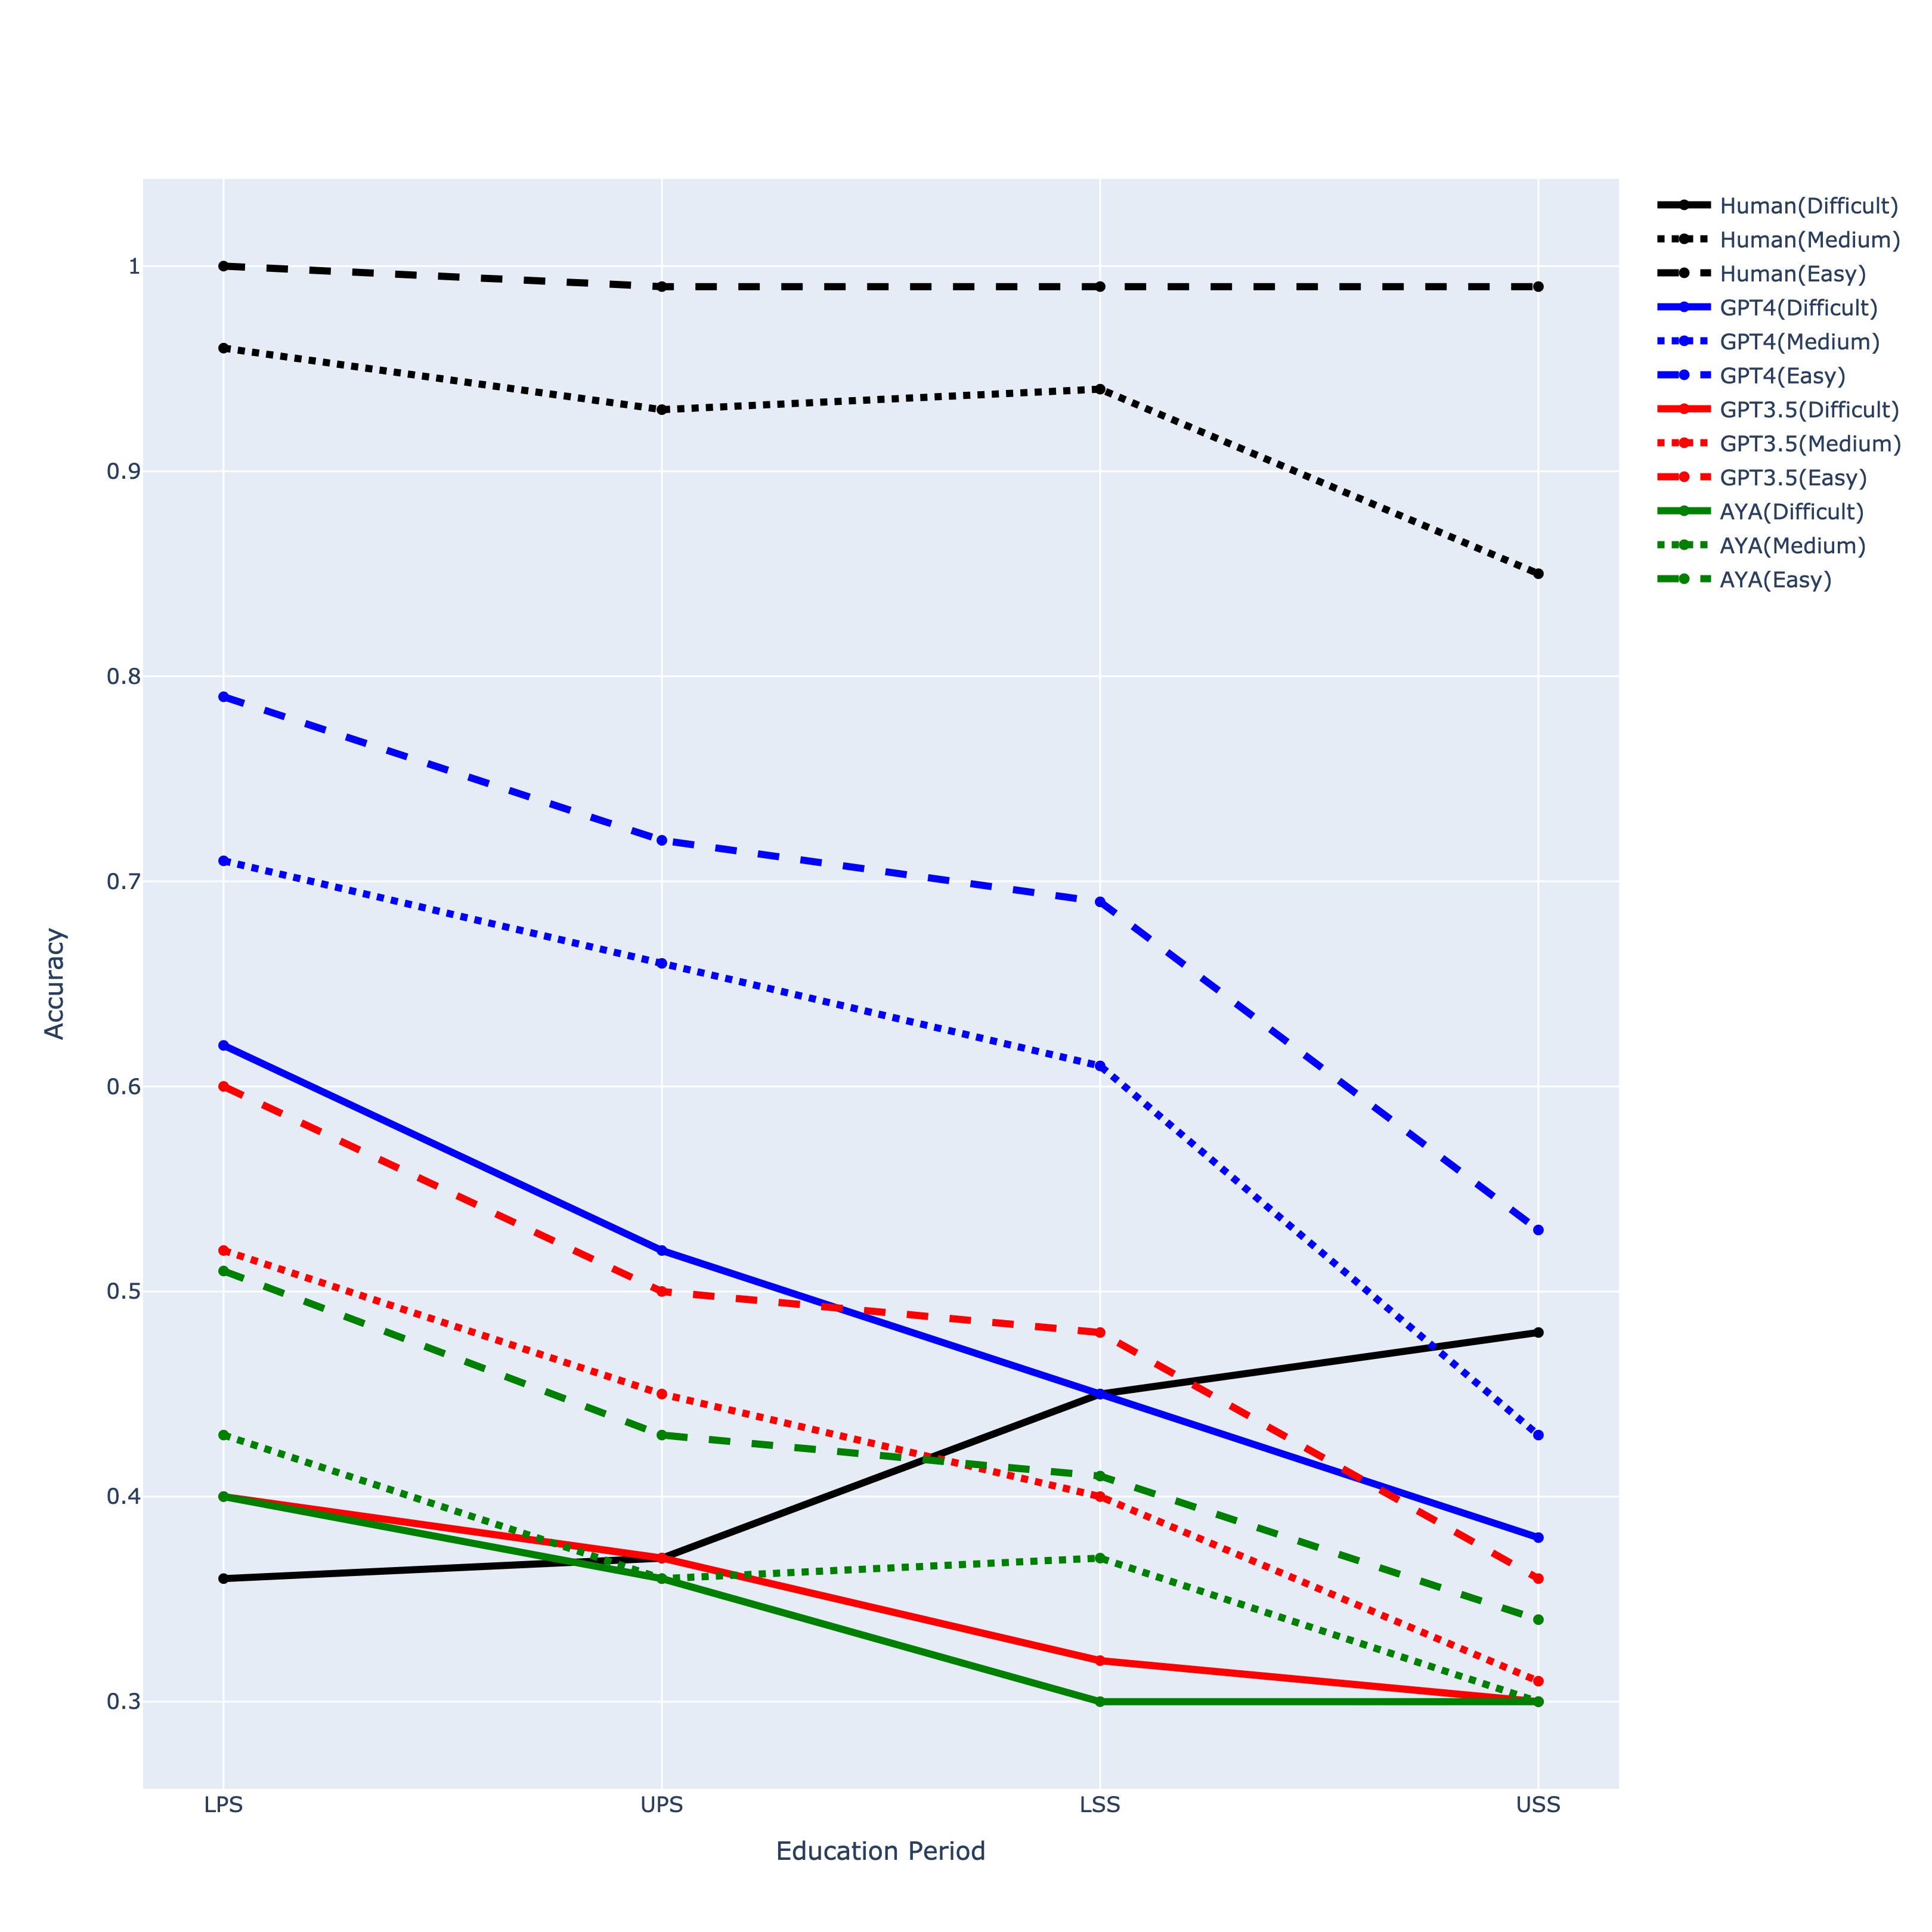 Human(Difficult)
Human(Medium)
Human(Easy)
GPT4(Difficult)
GPT4(Medium)
GPT4(Easy)
GPT3.5(Difficult)
GPT3.5(Medium)
GPT3.5(Easy)
AYA(Difficult)
AYA(Medium)
AYA(Easy)
1
0.9
0.8
0.7
0.6
0.5
0.4
0.3
Accuracy
LPS UPS LSS USS
Education Period